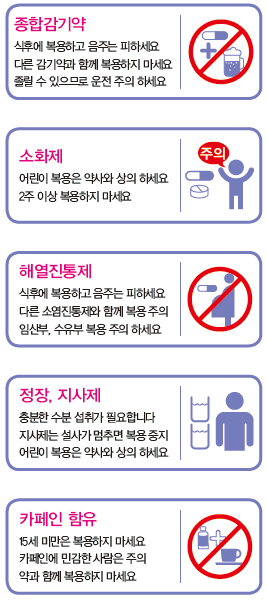 종합감기약
식후에 복용하고 음주는 피하세요
다른 감기약과 함께 복용하지 마세요
졸릴 수 있으므로 운전 주의 하세요
소화제
어린이 복용은 약사와 상의 하세요
2주 이상 복용하지 마세요
주의
해열진통제
식후에 복용하고 음주는 피하세요
다른 소염진통제와 함께 복용 주의
임산부, 수유부 복용 주의 하세요
정장, 지사제
충분한 수분 섭취가 필요합니다
지사제는 설사가 멈추면 복용 중지
어린이 복용은 약사와 상의 하세요
카페인 함유
15세 미만은 복용하지 마세요
카페인에 민감한 사람은 주의
약과 함께 복용하지 마세요